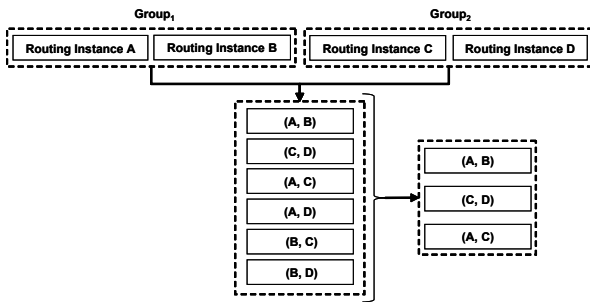 Group1 Group2
Routing Instance A Routing Instance B Routing Instance C Routing Instance D
(A, B)
(C, D)
(A, C)
(A, D)
(B, C)
(B, D)
(A, B)
(C, D)
(A, C)